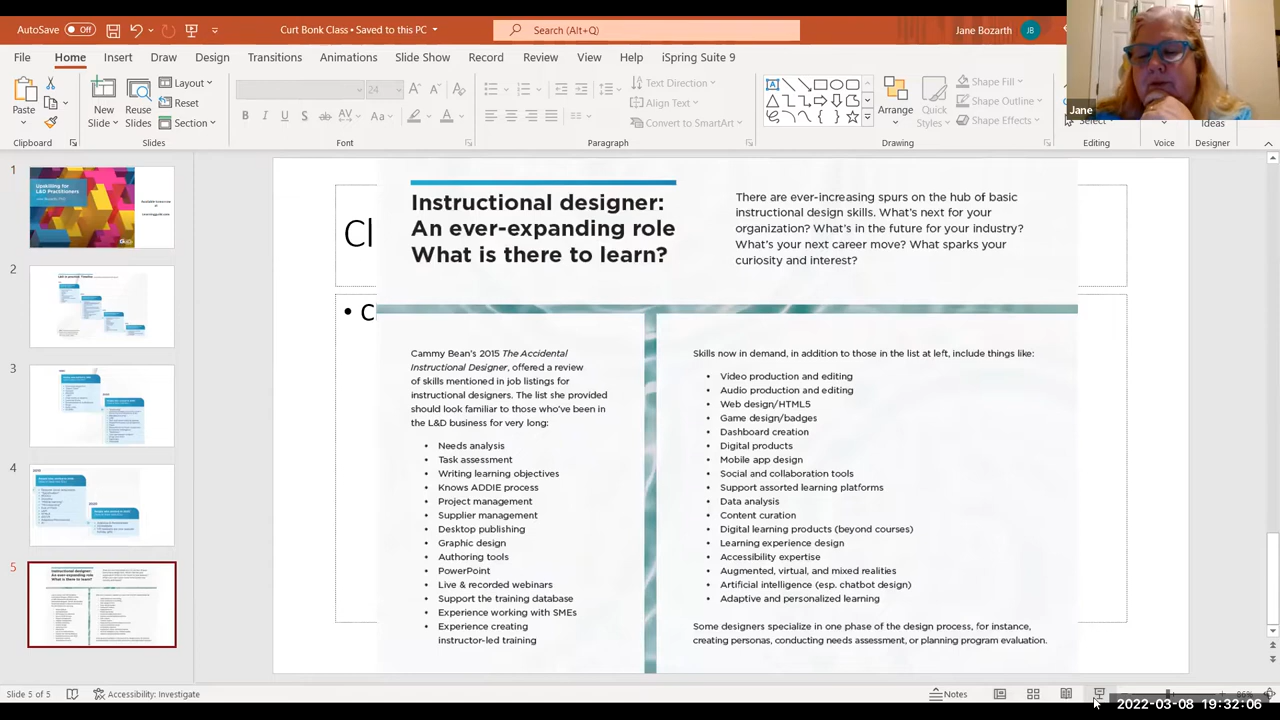 AutoSave Off
Curt Bonk Class • Saved to this PC
Search (Alt+Q)
Jane Bozarth JB
File Home Insert Draw Design Transitions Animations Slide Show Record Review View Help iSpring Suite 9
Paste
New Slide
Reuse Slides
Layout
Reset
Section
24
Text Direction
Align Text
Convert to SmartArt
Arrange
Quick Styles
Shape Fill
Shape Outline
Shape Effects
Select
Ideas
Clipboard Slides Font Paragraph Drawing Editing Voice Designer
Jane
1
Upskilling for
L&D Practitioners
2
3
4
5
Instructional designer:
An ever-expanding role
What is there to learn?
There are ever-increasing spurs on the hub of basic
instructional design skills. What's next for your
organization? What's in the future for your industry?
What's your next career move? What sparks your
curiosity and interest?
Cl
• C
Cammy Bean's 2015 The Accidental
Instructional Designer, offered a review
of skills mentioned in job listings for
instructional designers. The list she provided
should look familiar to those who've been in
the L&D business for very long:
• Needs analysis
• Task assessment
• Writing learning objectives
• Knows ADDIE process
• Project management
• Supplier management
• Desktop publishing
• Graphic design
• Authoring tools
• PowerPoint
• Live & recorded webinars
• Support the training database
• Experience working with SMEs
• Experience creating
instructor-led training
Skills now in demand, in addition to those in the list at left, include things like:
• Video production and editing
• Audio production and editing
• Web design/HTML5
• Game design/badges
• Dashboard creation
• Digital products
• Mobile app design
• Social and collaboration tools
• Support assorted learning platforms
• Data analysis
• Content curation
• Digital learning products (beyond courses)
• Learning experience design
• Accessibility expertise
• Augmented, virtual, and mixed realities
• Artificial intelligence (esp. chatbot design)
• Adaptive and personalized learning
Some designers specialize in one phase of the design process, for instance,
creating personas, conducting needs assessment, or planning program evaluation.
Slide 5 of 5
Accessibility: Investigate
Notes
86%
2022-03-08 19:32:06